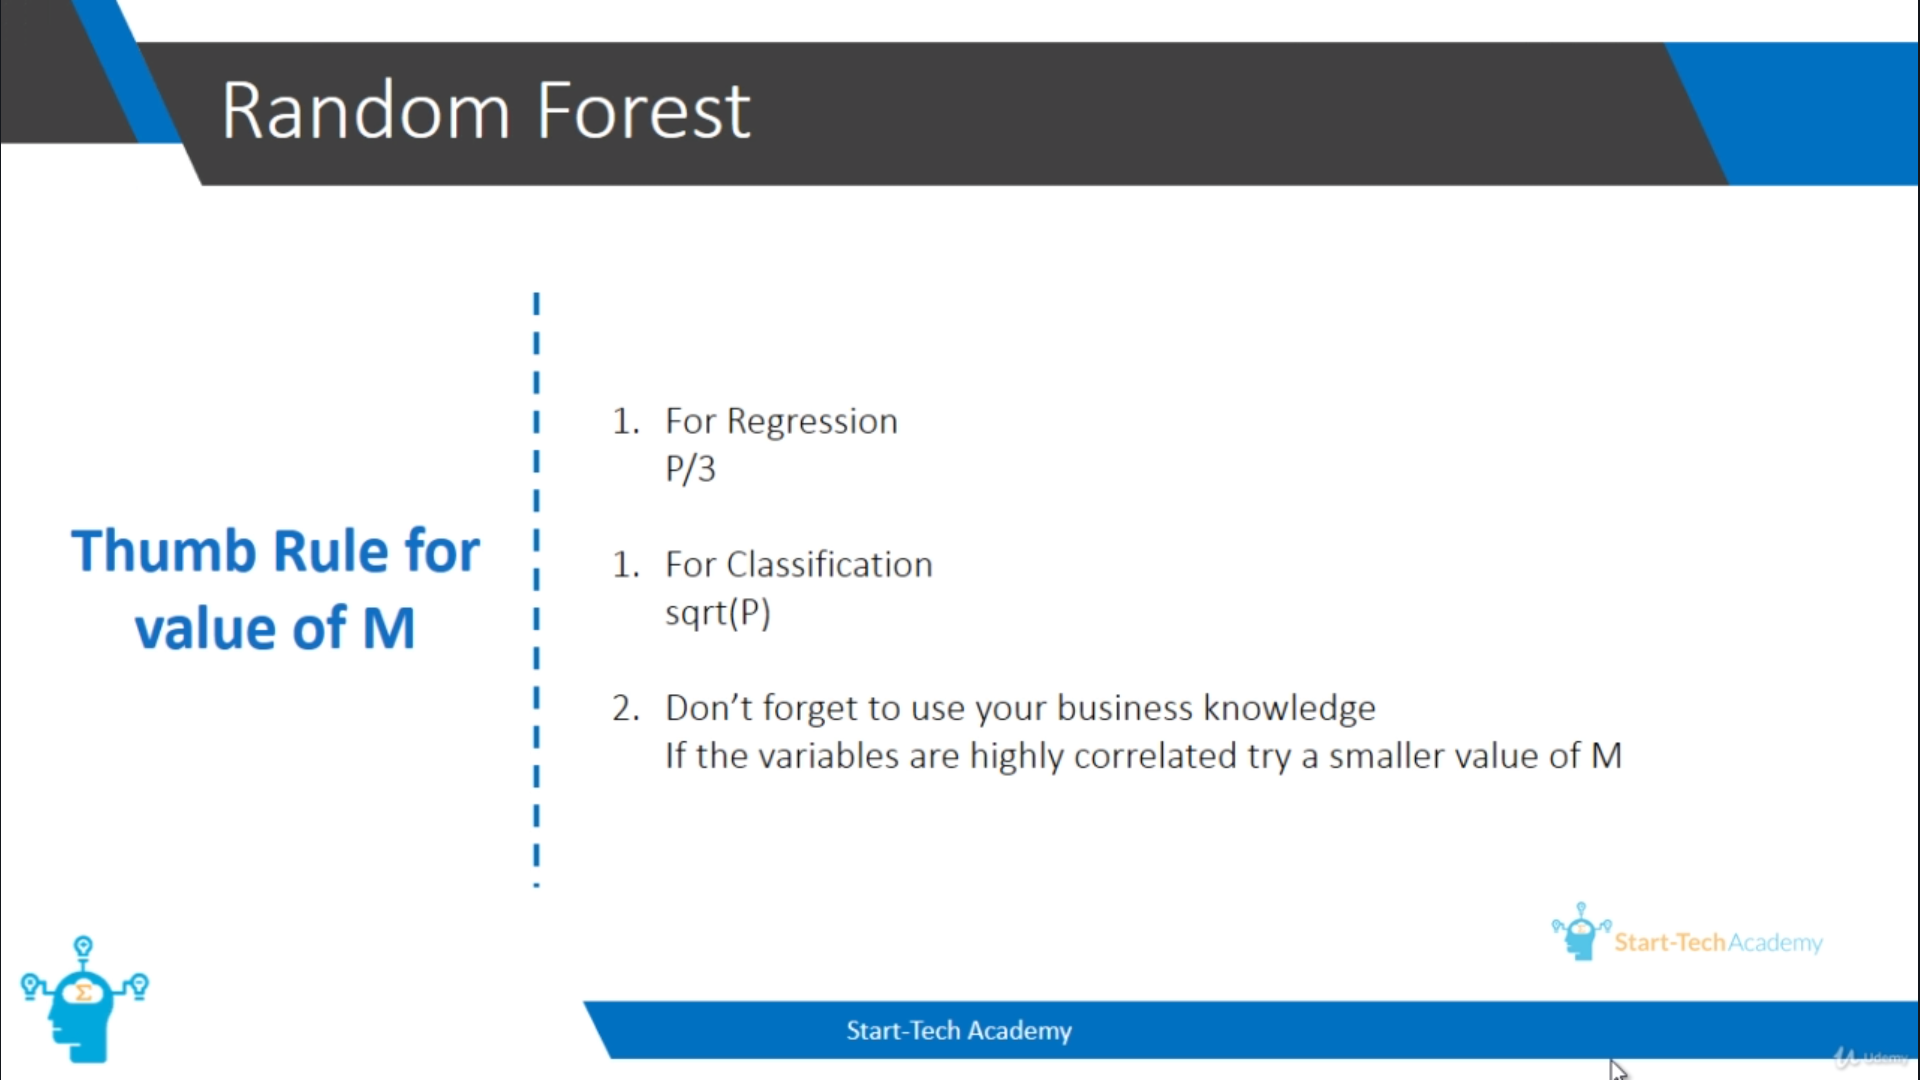 Random Forest
Thumb Rule for
value of M
1. For Regression
P/3
1. For Classification
sqrt(P)
2. Don’t forget to use your business knowledge
If the variables are highly correlated try a smaller value of M
Σ
Start-Tech Academy
Start-Tech Academy
Udemy